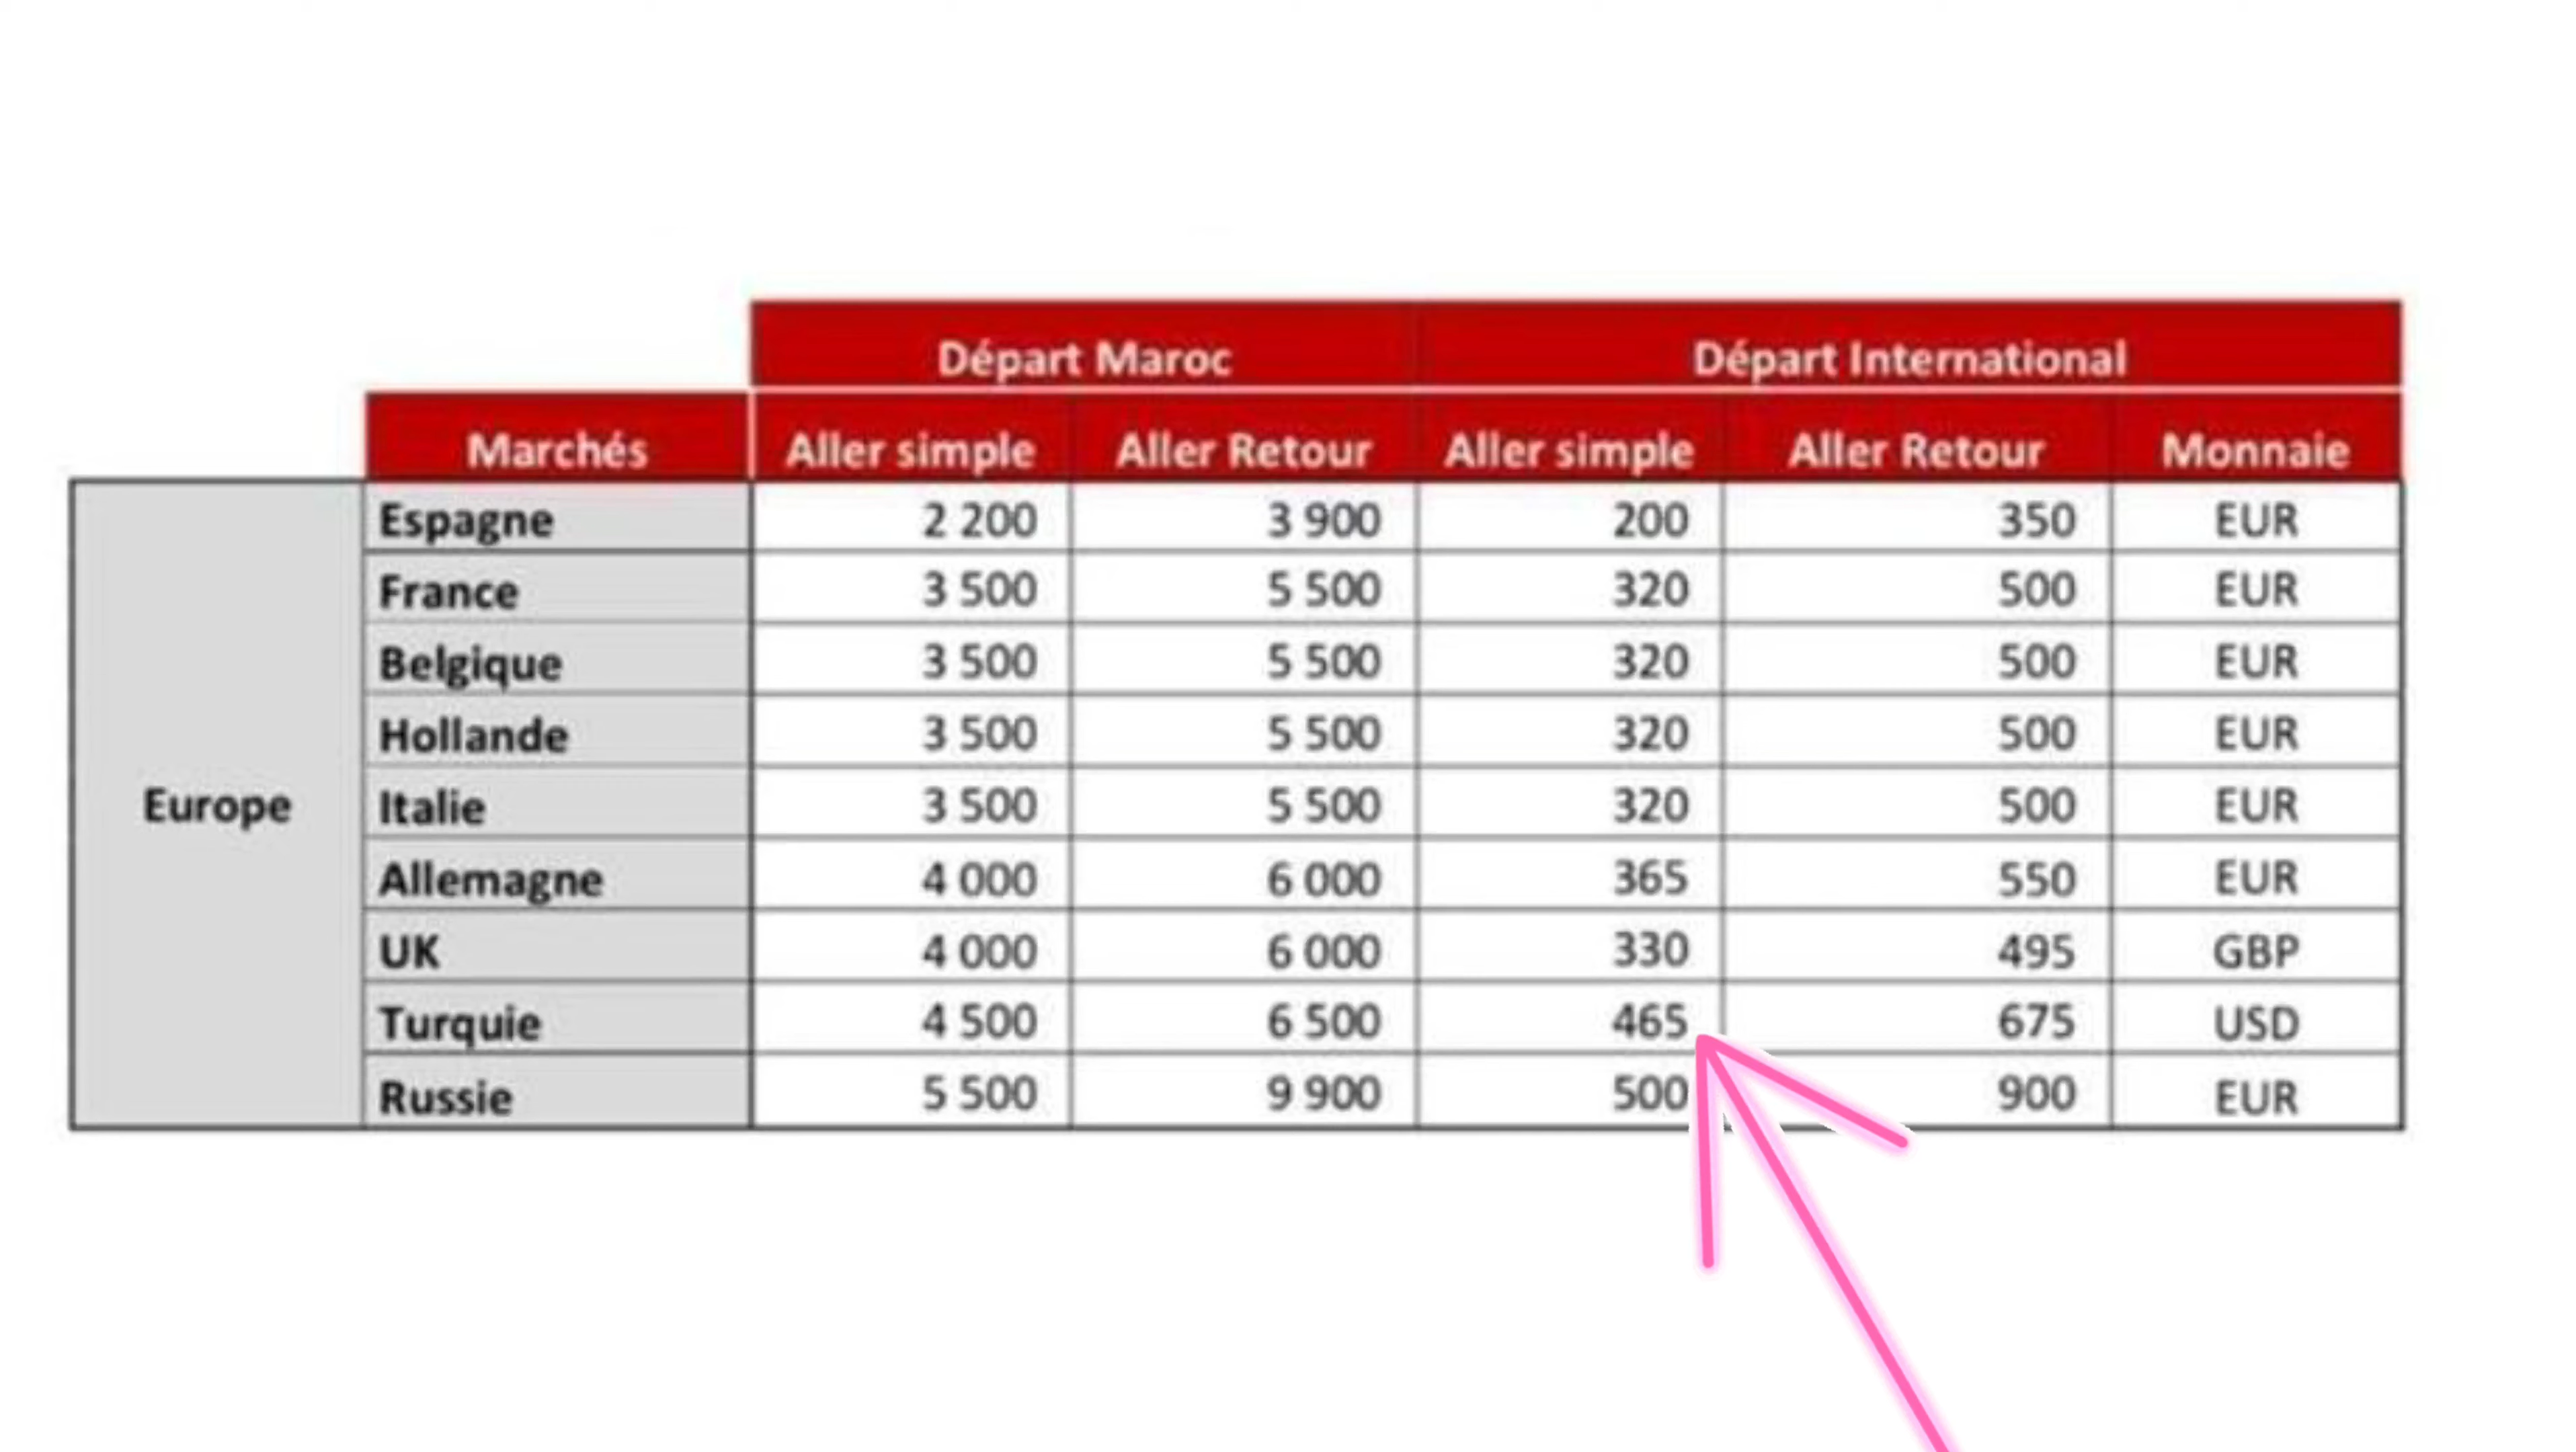 Départ Maroc Départ International
Marchés Aller simple Aller Retour Aller simple Aller Retour Monnaie
Espagne 2 200 3 900 200 350 EUR
France 3 500 5 500 320 500 EUR
Belgique 3 500 5 500 320 500 EUR
Hollande 3 500 5 500 320 500 EUR
Europe Italie 3 500 5 500 320 500 EUR
Allemagne 4 000 6 000 365 550 EUR
UK 4 000 6 000 330 495 GBP
Turquie 4 500 6 500 465 675 USD
Russie 5 500 9 900 500 900 EUR